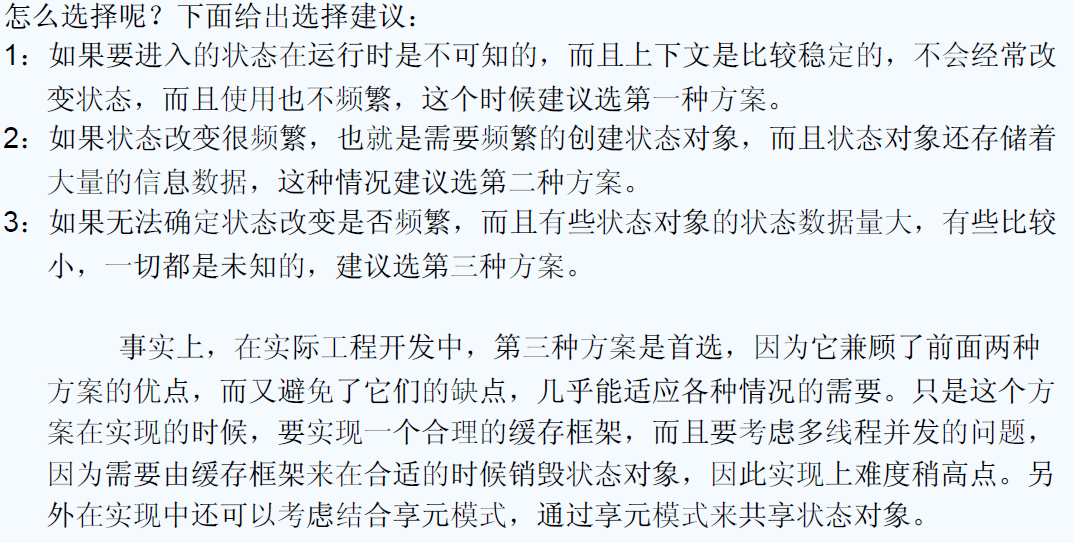 怎么选择呢？下面给出选择建议：
1：如果要进入的状态在运行时是不可知的，而且上下文是比较稳定的，不会经常改
变状态，而且使用也不频繁，这个时候建议选第一种方案。
2：如果状态改变很频繁，也就是需要频繁的创建状态对象，而且状态对象还存储着
大量的信息数据，这种情况建议选第二种方案。
3：如果无法确定状态改变是否频繁，而且有些状态对象的状态数据量大，有些比较
小，一切都是未知的，建议选第三种方案。
事实上，在实际工程开发中，第三种方案是首选，因为它兼顾了前面两种
方案的优点，而又避免了它们的缺点，几乎能适应各种情况的需要。只是这个方
案在实现的时候，要实现一个合理的缓存框架，而且要考虑多线程并发的问题，
因为需要由缓存框架来在合适的时候销毁状态对象，因此实现上难度稍高点。另
外在实现中还可以考虑结合享元模式，通过享元模式来共享状态对象。